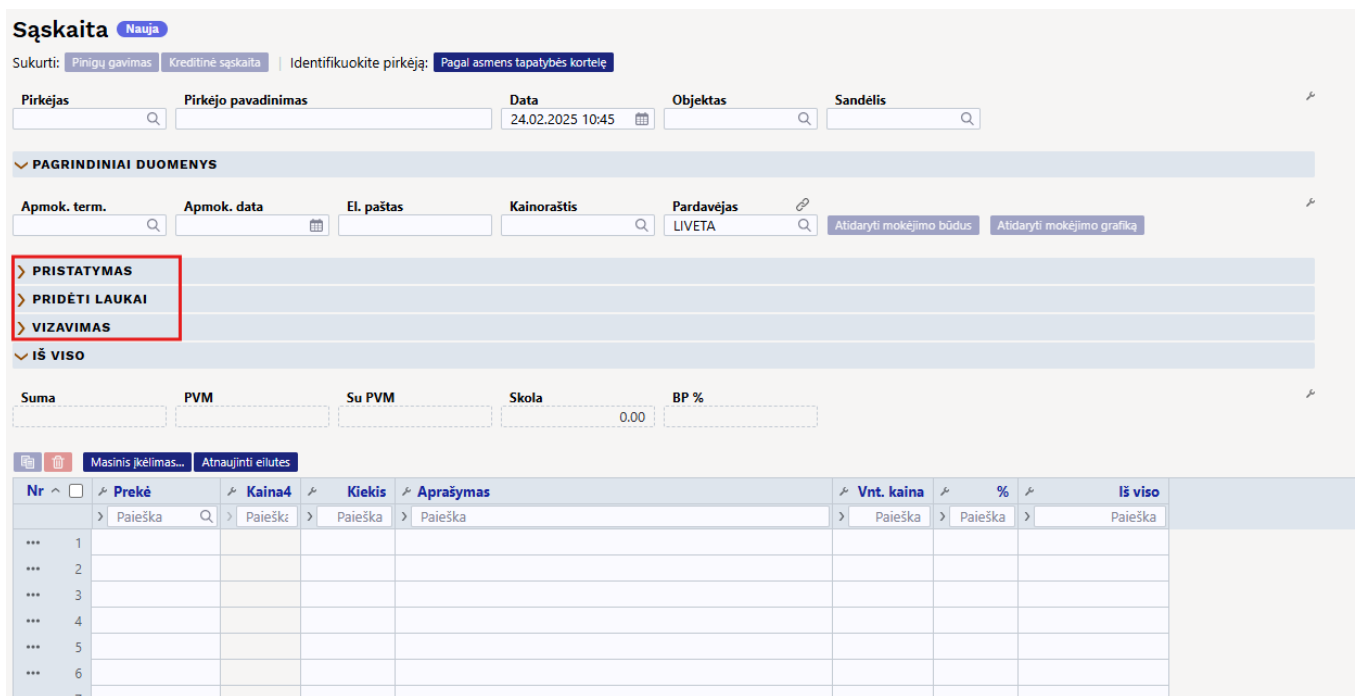 Sąskaita Nauja
Sukurti: Pinigų gavimas Kreditinė sąskaita | Identifikuokite pirkėją: Pagal asmens tapatybės kortelę
Pirkėjas Pirkėjo pavadinimas Data Objektas Sandėlis
24.02.2025 10:45
PAGRINDINIAI DUOMENYS
Apmok. term. Apmok. data El. paštas Kainoraštis Pardavėjas
LIVETA Atidaryti mokėjimo būdus Atidaryti mokėjimo grafiką
PRISTATYMAS
PRIDĖTI LAUKAI
VIZAVIMAS
IŠ VISO
Suma PVM Su PVM Skola BP %
0.00
Masinis įkėlimas... Atnaujinti eilutes
Nr Prekė Kaina4 Kiekis Aprašymas Vnt. kaina % Iš viso
Paieška Paieška Paieška Paieška Paieška Paieška Paieška
1
2
3
4
5
6